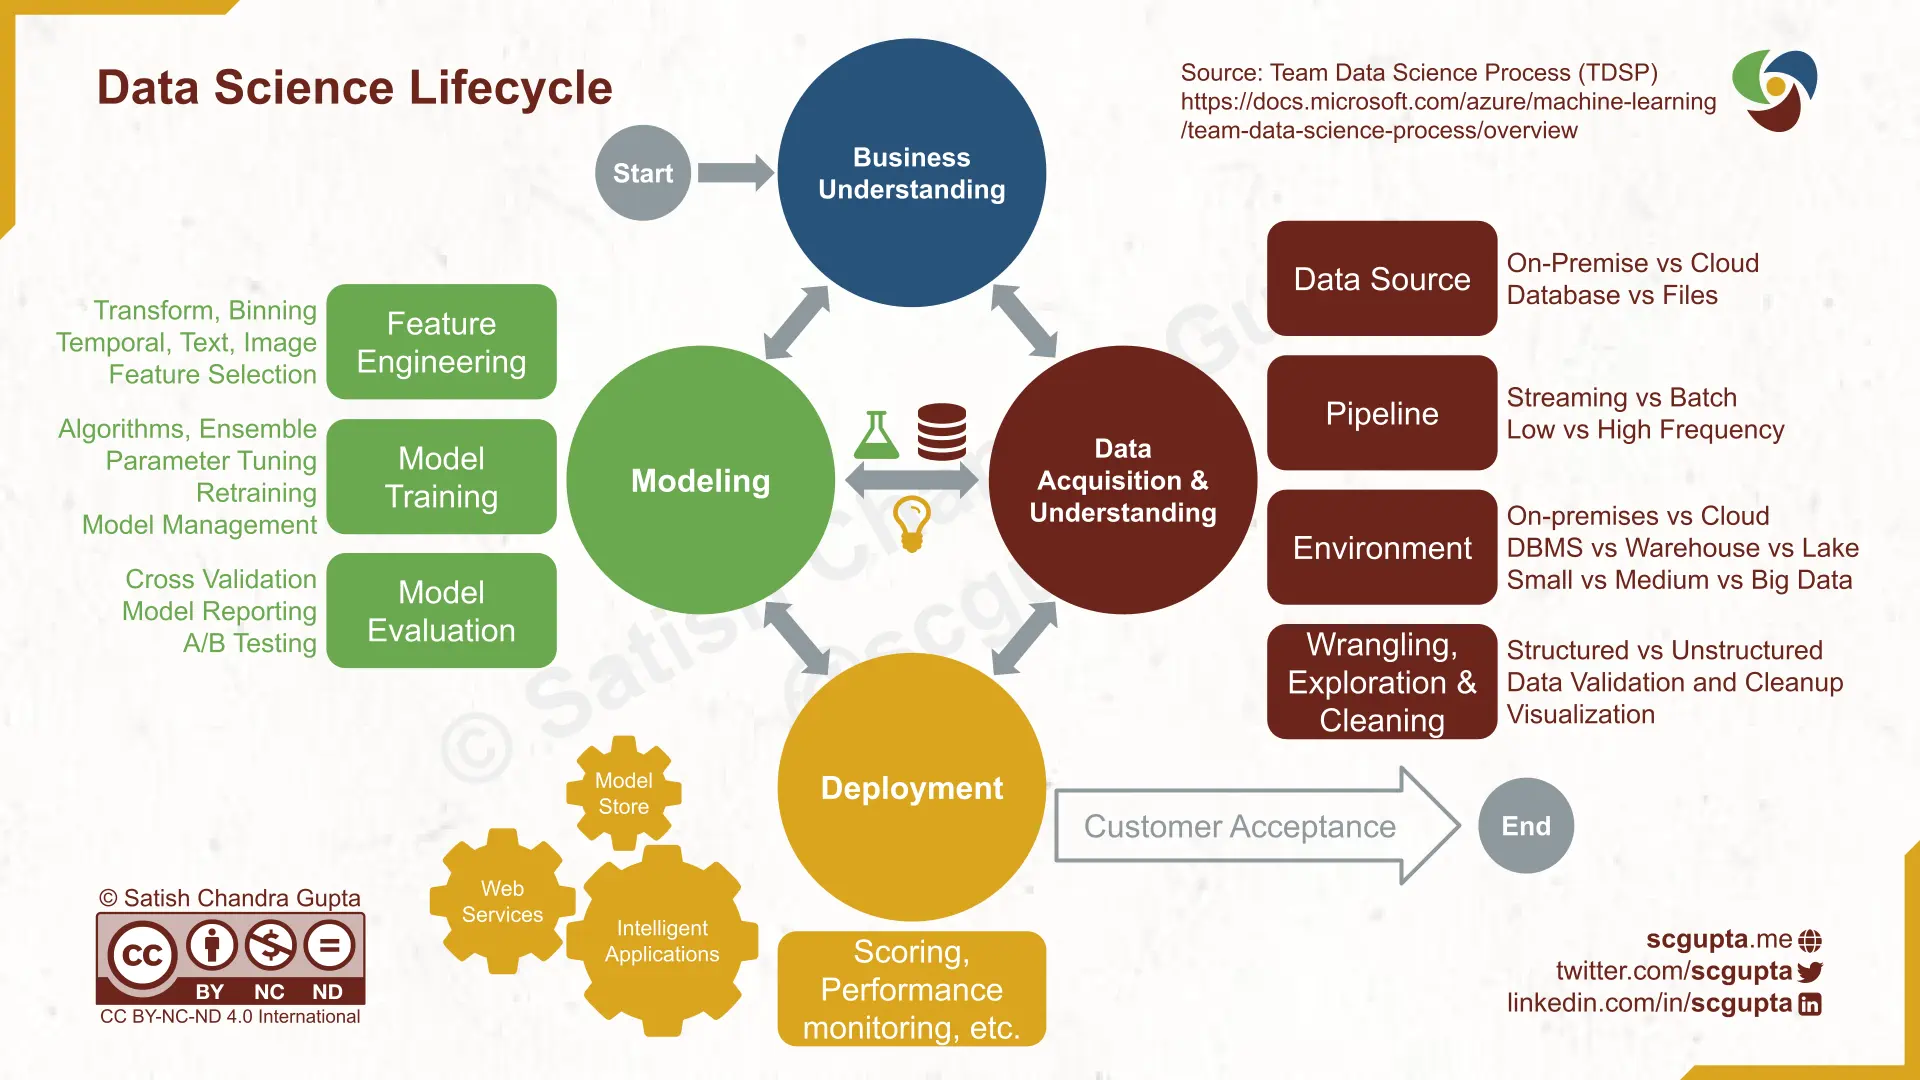 Data Science Lifecycle
Source: Team Data Science Process (TDSP)
https://docs.microsoft.com/azure/machine-learning
/team-data-science-process/overview
Start
Business
Understanding
Transform, Binning
Temporal, Text, Image
Feature Selection
Feature
Engineering
Algorithms, Ensemble
Parameter Tuning
Retraining
Model Management
Model
Training
Cross Validation
Model Reporting
A/B Testing
Model
Evaluation
Modeling
Data
Acquisition &
Understanding
Data Source
On-Premise vs Cloud
Database vs Files
Pipeline
Streaming vs Batch
Low vs High Frequency
Environment
On-premises vs Cloud
DBMS vs Warehouse vs Lake
Small vs Medium vs Big Data
Wrangling,
Exploration &
Cleaning
Structured vs Unstructured
Data Validation and Cleanup
Visualization
Deployment
Customer Acceptance
End
Model
Store
Web
Services
Intelligent
Applications
Scoring,
Performance
monitoring, etc.
© Satish Chandra Gupta
cc
BY NC ND
CC BY-NC-ND 4.0 International
scgupta.me
twitter.com/scgupta
linkedin.com/in/scgupta